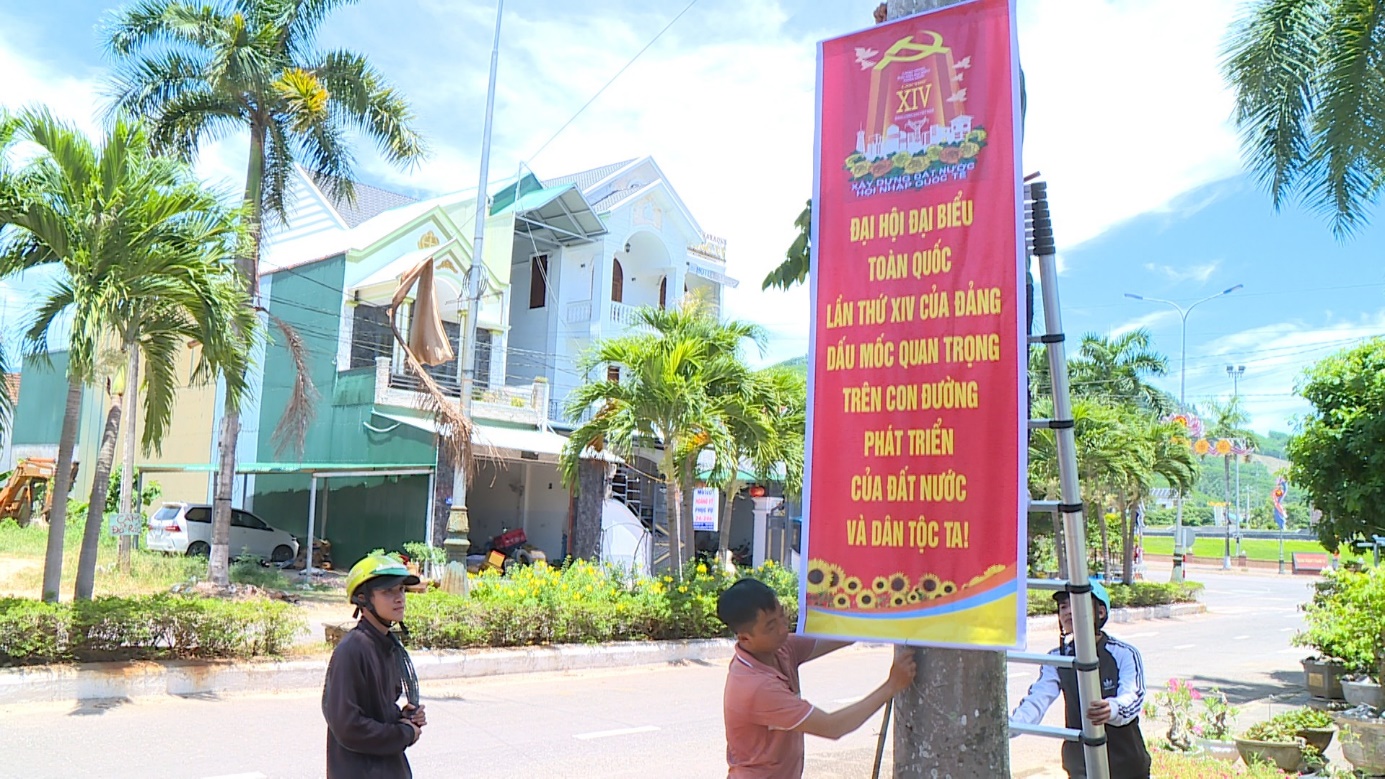 XIV
XÂY DỰNG ĐẤT NƯỚC
HỘI NHẬP QUỐC TẾ
ĐẠI HỘI ĐẠI BIỂU
TOÀN QUỐC
LẦN THỨ XIV CỦA ĐẢNG
DẤU MỐC QUAN TRỌNG
TRÊN CON ĐƯỜNG
PHÁT TRIỂN
CỦA ĐẤT NƯỚC
VÀ DÂN TỘC TA!